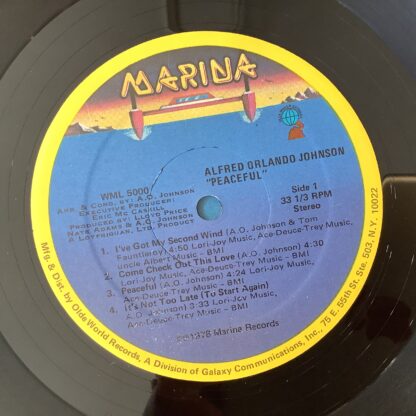 MARINA
WML 5000
ARR. & COND. BY: A.O. JOHNSON
EXECUTIVE PRODUCER:
ERIC MC CASKILL
PRODUCED BY: LLOYD PRICE
NATE ADAMS & A.O. JOHNSON
A LOTPRINLAN, LTD. PRODUCT
ALFRED ORLANDO JOHNSON
"PEACEFUL"
Side 1
33 1/3 RPM
Stereo
1. I've Got My Second Wind (A.O. Johnson & Tom
Fauntleroy) 4:50 Lori-Joy Music, Ace-Deuce-Trey Music,
uncle Albert Music - BMI
2. Come Check Out This Love (A.O. Johnson) 4:30
Lori-Joy Music, Ace-Deuce-Trey Music - BMI
3. Peaceful (A.O. Johnson) 4:24 Lori-Joy Music,
Ace-Deuce-Trey Music - BMI
4. It's Not Too Late (Tu Start Again)
(A.O. Johnson) 3:33 Lori-Joy Music,
Ace-Deuce-Trey Music - BMI
1978 Marina Records
Mfg. & Dist. by Olde World Records, A Division of Galaxy Communications, Inc., 75 E. 55th St. Ste. 503, N.Y. 10022